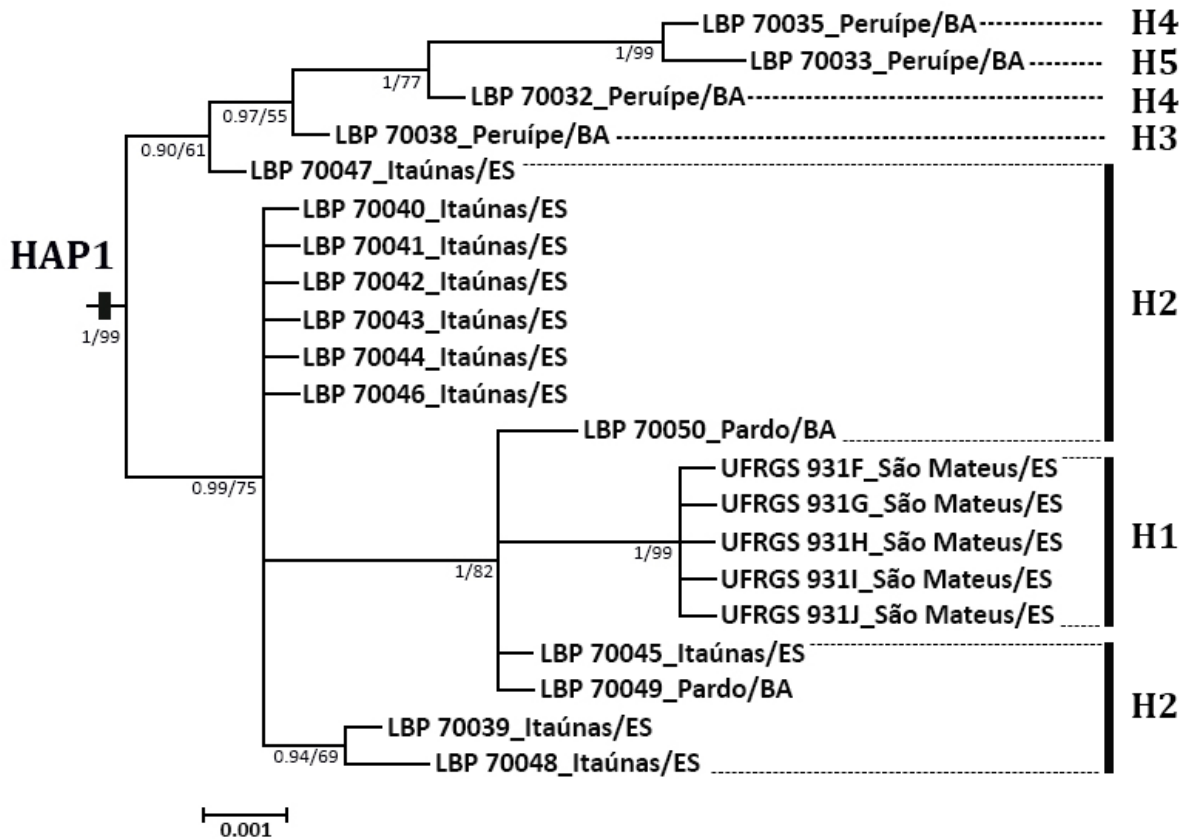 LBP 70035_Peruípe/BA H4
1/99
LBP 70033_Peruípe/BA H5
1/77
LBP 70032_Peruípe/BA H4
0.97/55
LBP 70038_Peruípe/BA H3
0.90/61
LBP 70047_Itaúnas/ES
LBP 70040_Itaúnas/ES
LBP 70041_Itaúnas/ES
HAP1
LBP 70042_Itaúnas/ES
H2
LBP 70043_Itaúnas/ES
1/99
LBP 70044_Itaúnas/ES
LBP 70046_Itaúnas/ES
LBP 70050_Pardo/BA
UFRGS 931F_São Mateus/ES
0.99/75
UFRGS 931G_São Mateus/ES
UFRGS 931H_São Mateus/ES H1
1/99
1/82
UFRGS 931I_São Mateus/ES
UFRGS 931J_São Mateus/ES
LBP 70045_Itaúnas/ES
LBP 70049_Pardo/BA
H2
LBP 70039_Itaúnas/ES
0.94/69
LBP 70048_Itaúnas/ES
0.001